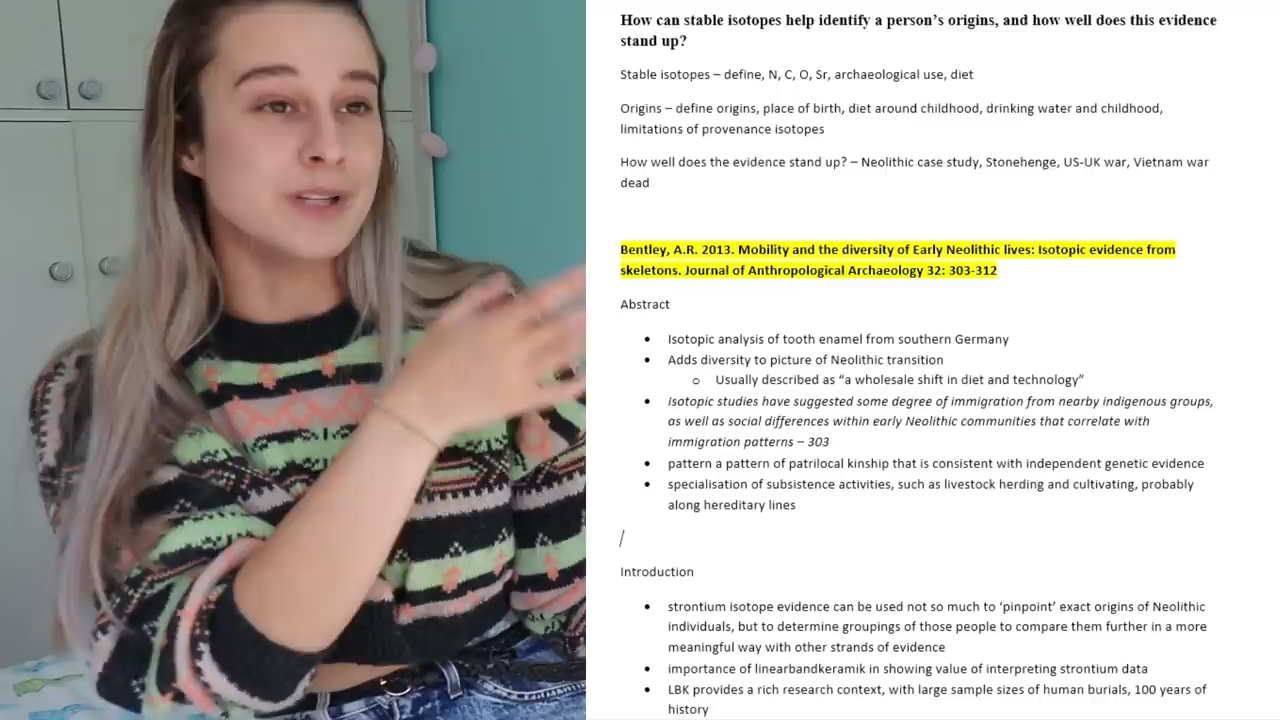 How can stable isotopes help identify a person's origins, and how well does this evidence
stand up?
Stable isotopes – define, N, C, O, Sr, archaeological use, diet
Origins – define origins, place of birth, diet around childhood, drinking water and childhood,
limitations of provenance isotopes
How well does the evidence stand up? – Neolithic case study, Stonehenge, US-UK war, Vietnam war
dead
Bentley, A.R. 2013. Mobility and the diversity of Early Neolithic lives: Isotopic evidence from
skeletons. Journal of Anthropological Archaeology 32: 303-312
Abstract
• Isotopic analysis of tooth enamel from southern Germany
• Adds diversity to picture of Neolithic transition
o Usually described as “a wholesale shift in diet and technology”
• Isotopic studies have suggested some degree of immigration from nearby indigenous groups,
as well as social differences within early Neolithic communities that correlate with
immigration patterns – 303
• pattern a pattern of patrilocal kinship that is consistent with independent genetic evidence
• specialisation of subsistence activities, such as livestock herding and cultivating, probably
along hereditary lines
/
Introduction
• strontium isotope evidence can be used not so much to ‘pinpoint’ exact origins of Neolithic
individuals, but to determine groupings of those people to compare them further in a more
meaningful way with other strands of evidence
• importance of linearbandkeramik in showing value of interpreting strontium data
• LBK provides a rich research context, with large sample sizes of human burials, 100 years of
history